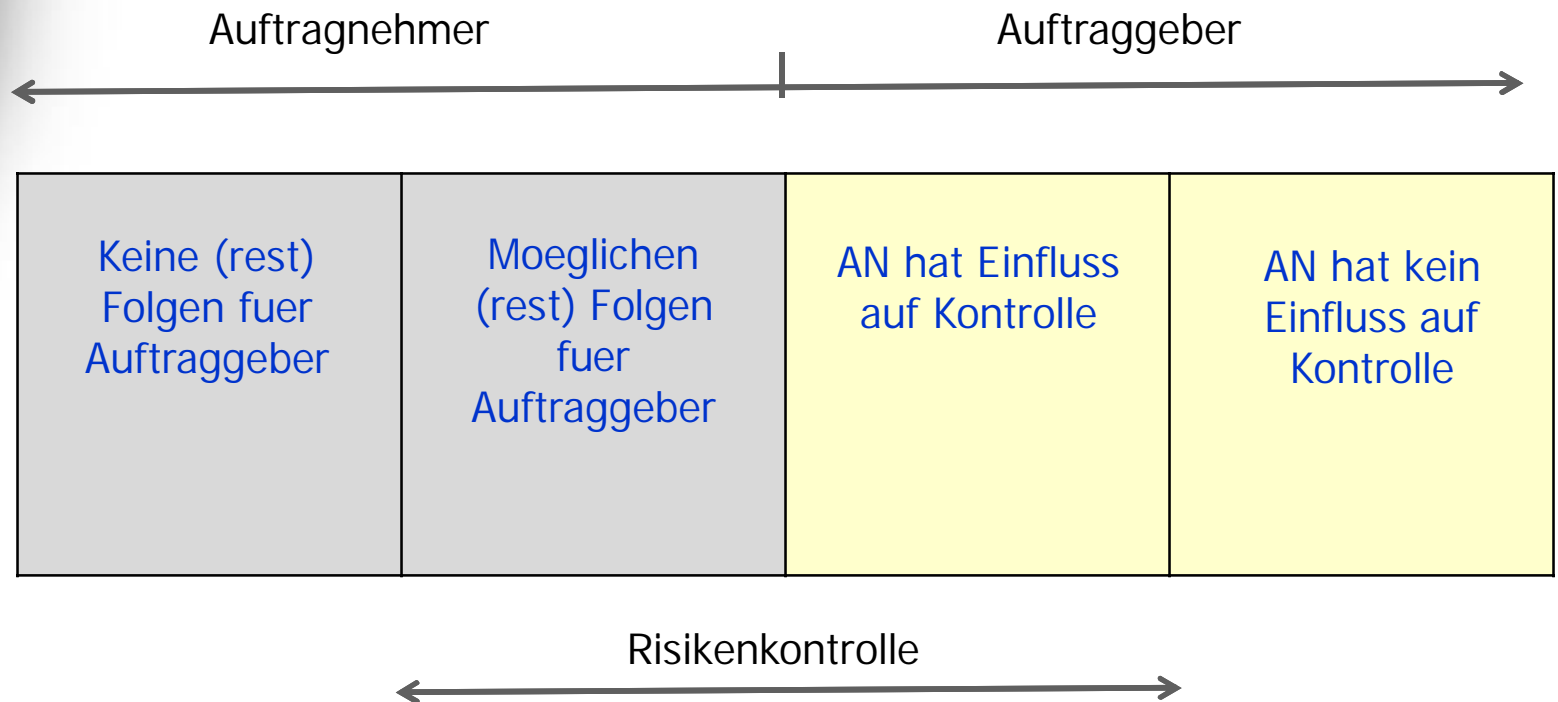 Auftragnehmer
Auftraggeber
Keine (rest)
Folgen fuer
Auftraggeber
Moeglichen
(rest) Folgen
fuer
Auftraggeber
AN hat Einfluss
auf Kontrolle
AN hat kein
Einfluss auf
Kontrolle
Risikenkontrolle